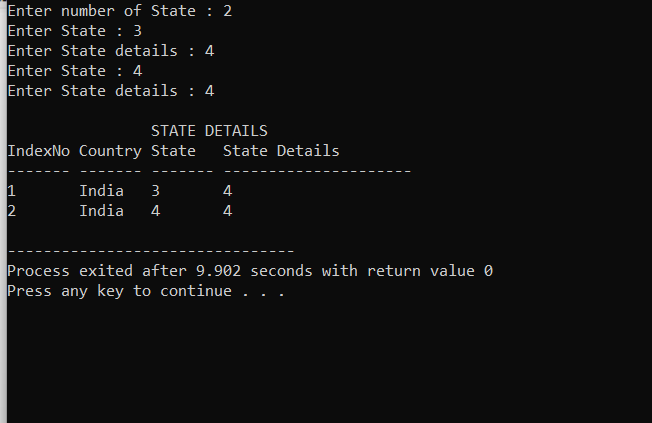 Enter number of State : 2
Enter State : 3
Enter State details : 4
Enter State : 4
Enter State details : 4
STATE DETAILS
IndexNo Country State   State Details
------- ------- ------- ---------------------
1       India   3       4
2       India   4       4
--------------------------------
Process exited after 9.902 seconds with return value 0
Press any key to continue . . .